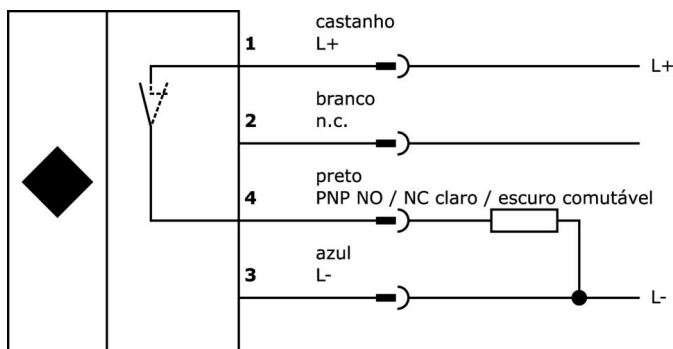 castanho
1 L+ L+
branco
2 n.c.
preto
4 PNP NO / NC claro / escuro comutável
azul
3 L- L-